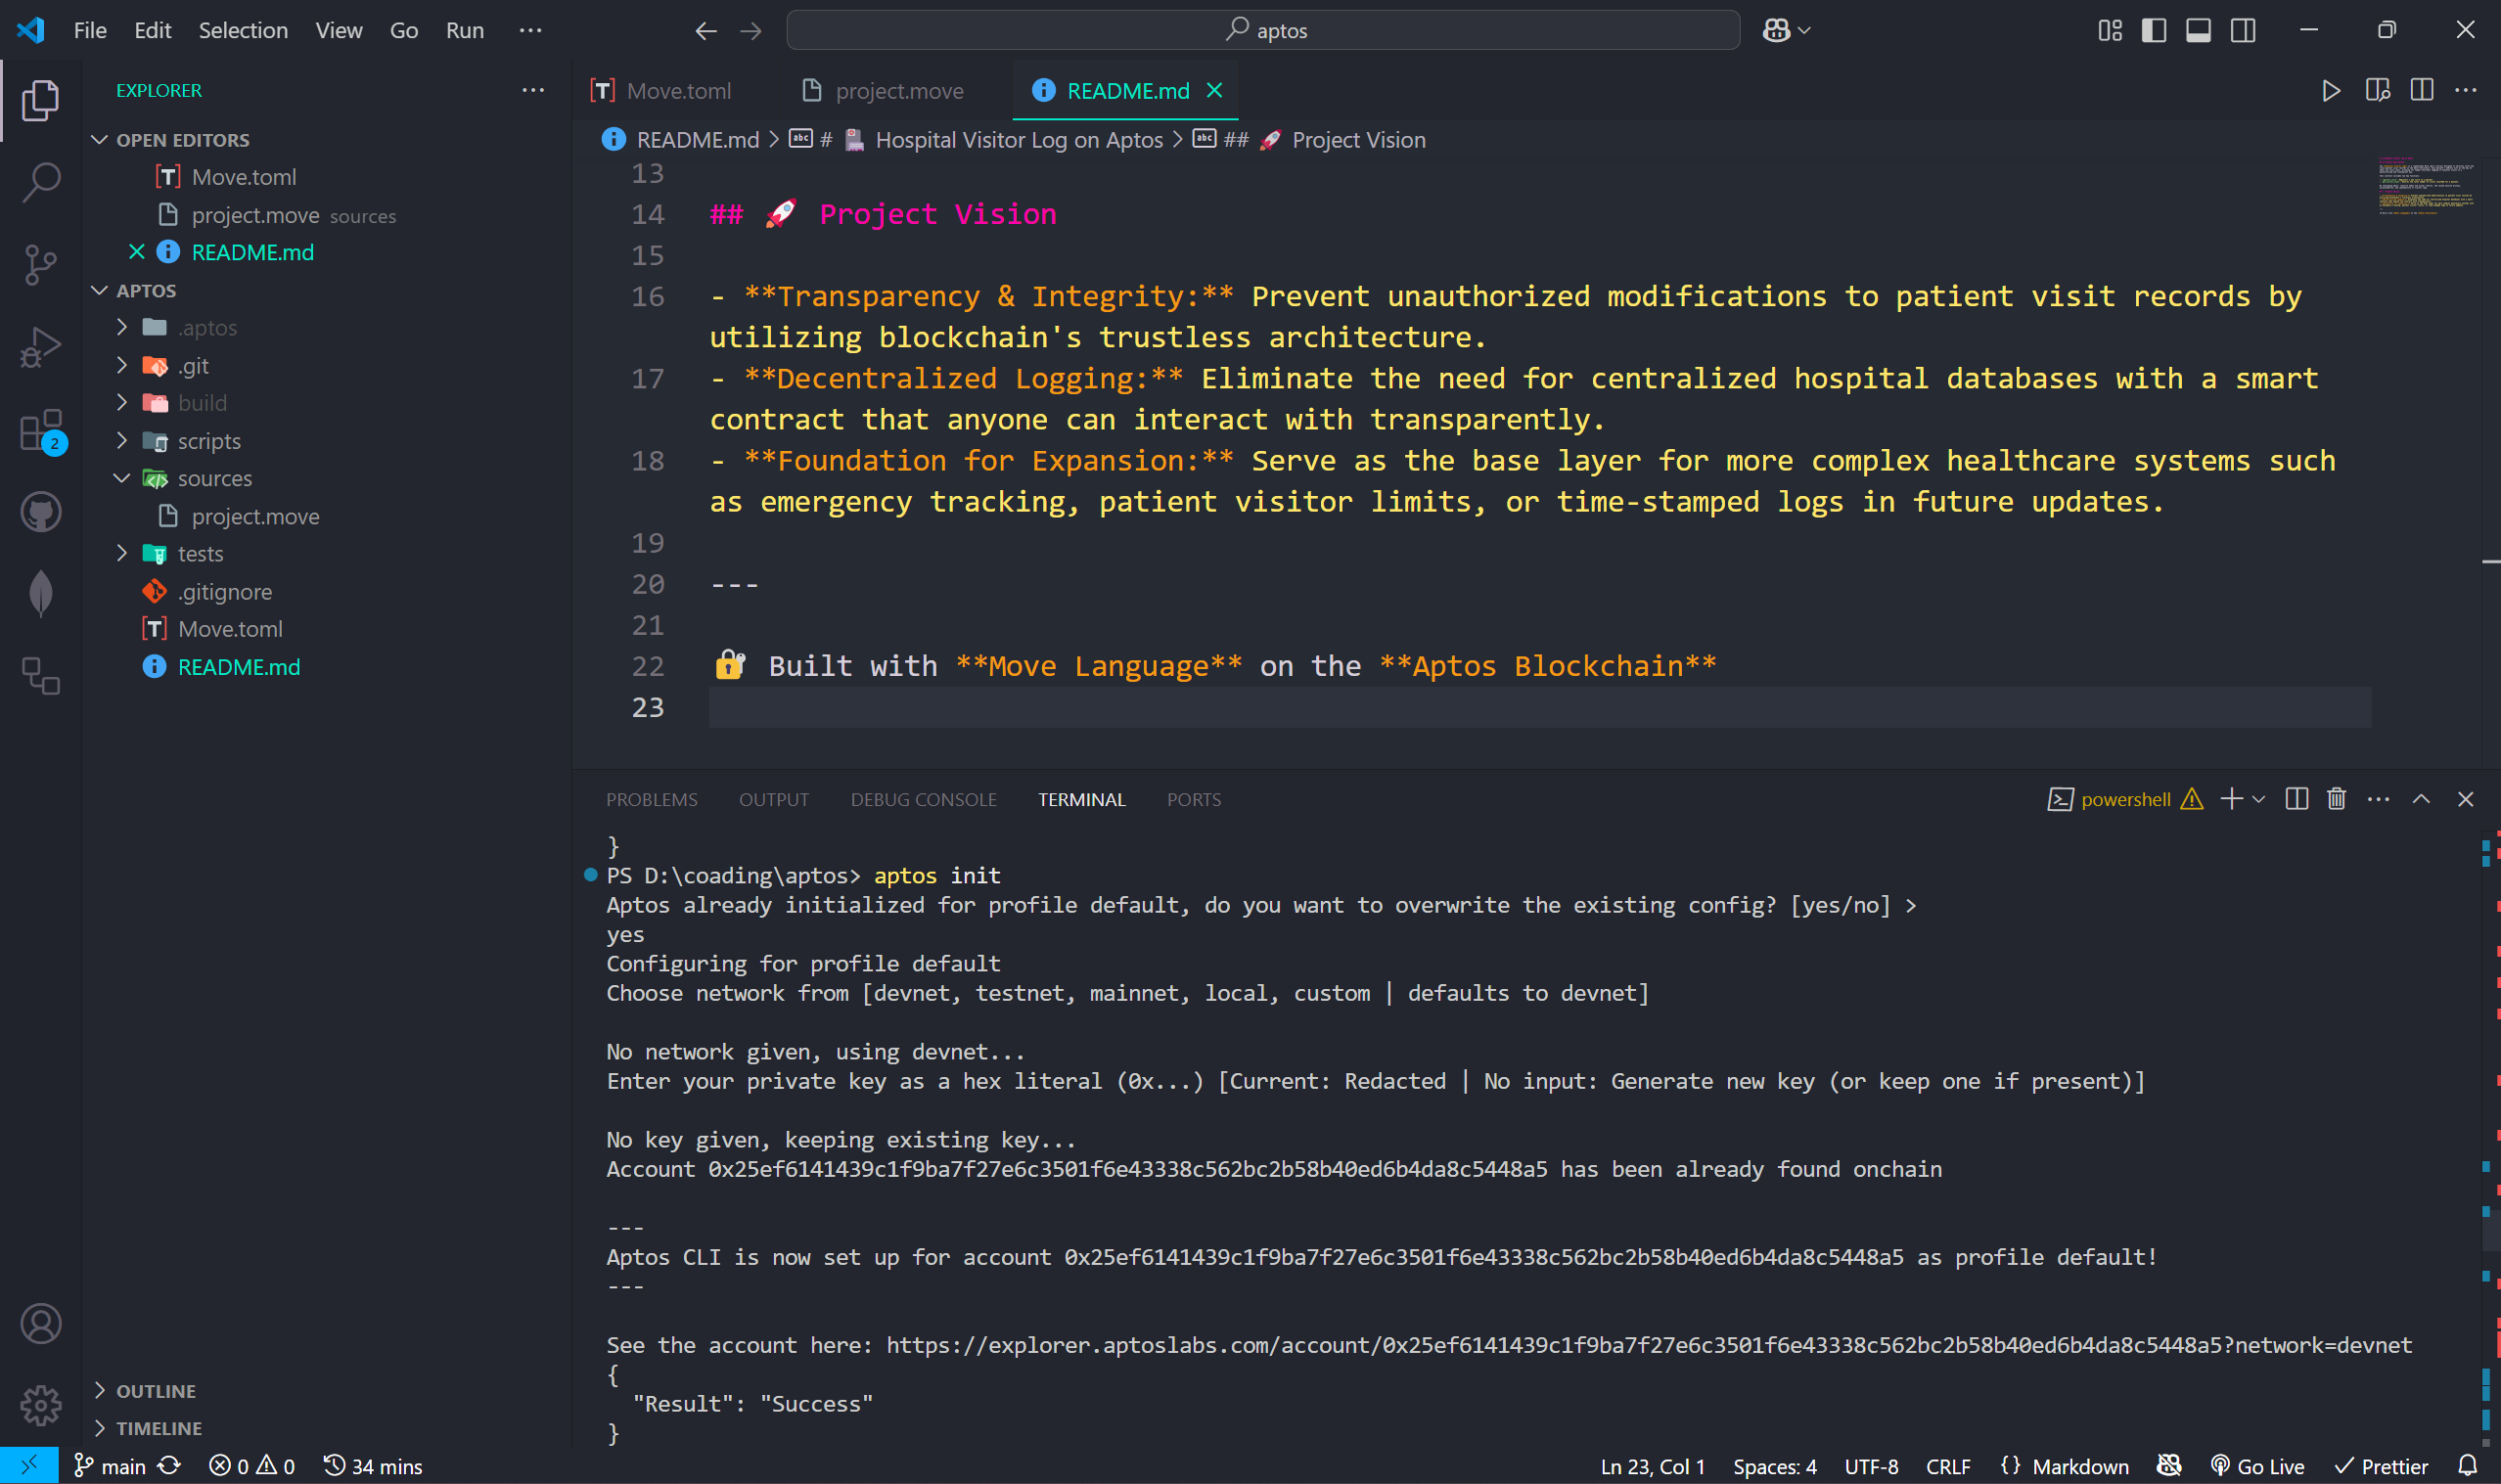 File Edit Selection View Go Run ···
aptos
EXPLORER
OPEN EDITORS
Move.toml
project.move sources
README.md
APTOS
.aptos
.git
build
scripts
sources
project.move
tests
.gitignore
Move.toml
README.md
OUTLINE
TIMELINE
2
Move.toml project.move README.md
README.md > # Hospital Visitor Log on Aptos > ## 🚀 Project Vision
13
14 ## 🚀 Project Vision
15
16 - **Transparency & Integrity:** Prevent unauthorized modifications to patient visit records by
utilizing blockchain's trustless architecture.
17 - **Decentralized Logging:** Eliminate the need for centralized hospital databases with a smart
contract that anyone can interact with transparently.
18 - **Foundation for Expansion:** Serve as the base layer for more complex healthcare systems such
as emergency tracking, patient visitor limits, or time-stamped logs in future updates.
19
20 ---
21
22 🔐 Built with **Move Language** on the **Aptos Blockchain**
23
PROBLEMS OUTPUT DEBUG CONSOLE TERMINAL PORTS
powershell
}
PS D:\coading\aptos> aptos init
Aptos already initialized for profile default, do you want to overwrite the existing config? [yes/no] >
yes
Configuring for profile default
Choose network from [devnet, testnet, mainnet, local, custom | defaults to devnet]
No network given, using devnet...
Enter your private key as a hex literal (0x...) [Current: Redacted | No input: Generate new key (or keep one if present)]
No key given, keeping existing key...
Account 0x25ef6141439c1f9ba7f27e6c3501f6e43338c562bc2b58b40ed6b4da8c5448a5 has been already found onchain
---
Aptos CLI is now set up for account 0x25ef6141439c1f9ba7f27e6c3501f6e43338c562bc2b58b40ed6b4da8c5448a5 as profile default!
---
See the account here: https://explorer.aptoslabs.com/account/0x25ef6141439c1f9ba7f27e6c3501f6e43338c562bc2b58b40ed6b4da8c5448a5?network=devnet
{
"Result": "Success"
}
main 0 0 34 mins Ln 23, Col 1 Spaces: 4 UTF-8 CRLF {} Markdown Go Live Prettier